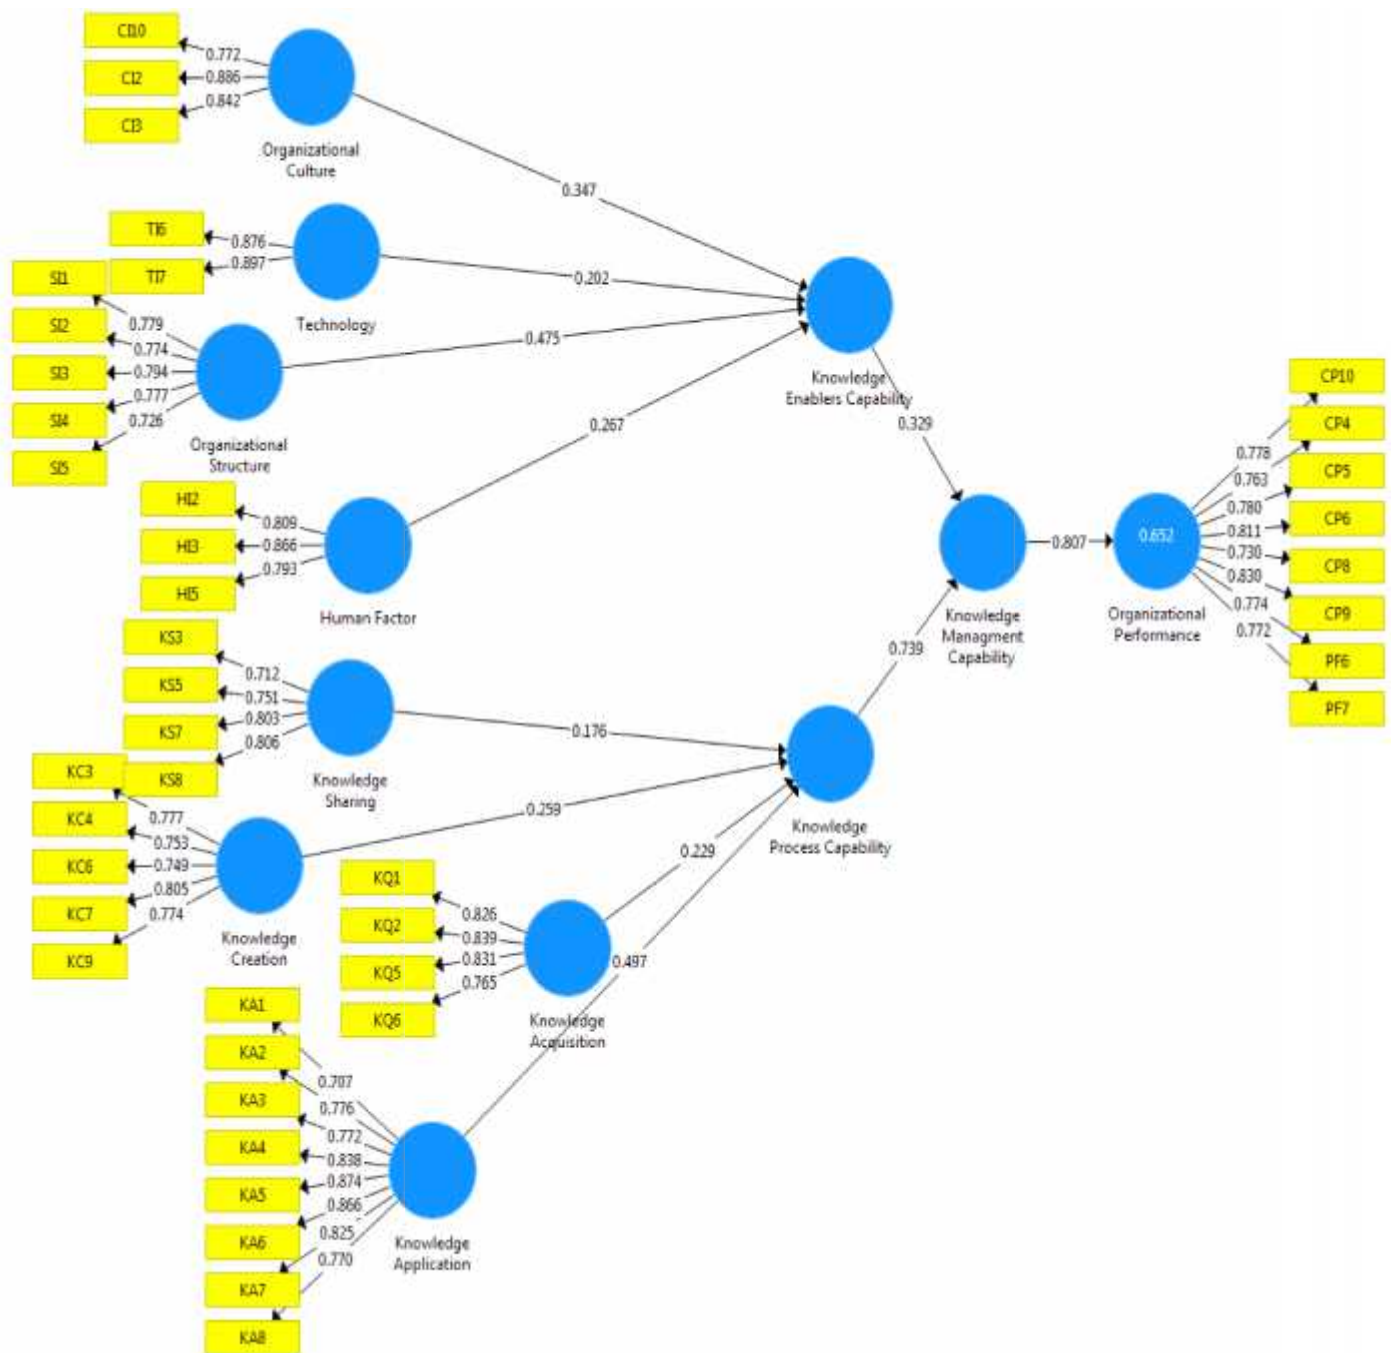 CI10
0.772
CI2
0.886
CI3
0.842
Organizational
Culture
0.347
TI6
0.876
TI7
0.897
Technology
0.202
SI1
0.779
SI2
0.774
SI3
0.794
SI4
0.777
SI5
0.726
Organizational
Structure
0.475
HI2
0.809
HI3
0.866
HI5
0.793
Human Factor
0.267
Knowledge
Enablers Capability
0.329
KS3
0.712
KS5
0.751
KS7
0.803
KS8
0.806
Knowledge
Sharing
0.176
KC3
0.777
KC4
0.753
KC6
0.749
KC7
0.805
KC9
0.774
Knowledge
Creation
0.259
KQ1
0.826
KQ2
0.839
KQ5
0.831
KQ6
0.765
Knowledge
Acquisition
0.229
KA1
0.707
KA2
0.776
KA3
0.772
KA4
0.838
KA5
0.874
KA6
0.866
KA7
0.825
KA8
0.770
Knowledge
Application
0.497
Knowledge
Process Capability
0.739
Knowledge
Managment
Capability
0.807
0.652
Organizational
Performance
CP10
0.778
CP4
0.763
CP5
0.780
CP6
0.811
CP8
0.730
CP9
0.830
PF6
0.774
PF7
0.772